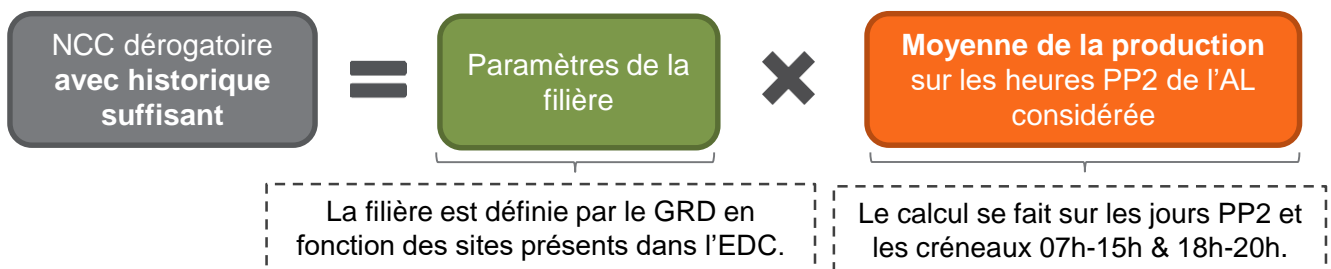 NCC dérogatoire
avec historique
suffisant
=
Paramètres de la
filière
×
Moyenne de la production
sur les heures PP2 de l'AL
considérée
La filière est définie par le GRD en
fonction des sites présents dans l'EDC.
Le calcul se fait sur les jours PP2 et
les créneaux 07h-15h & 18h-20h.